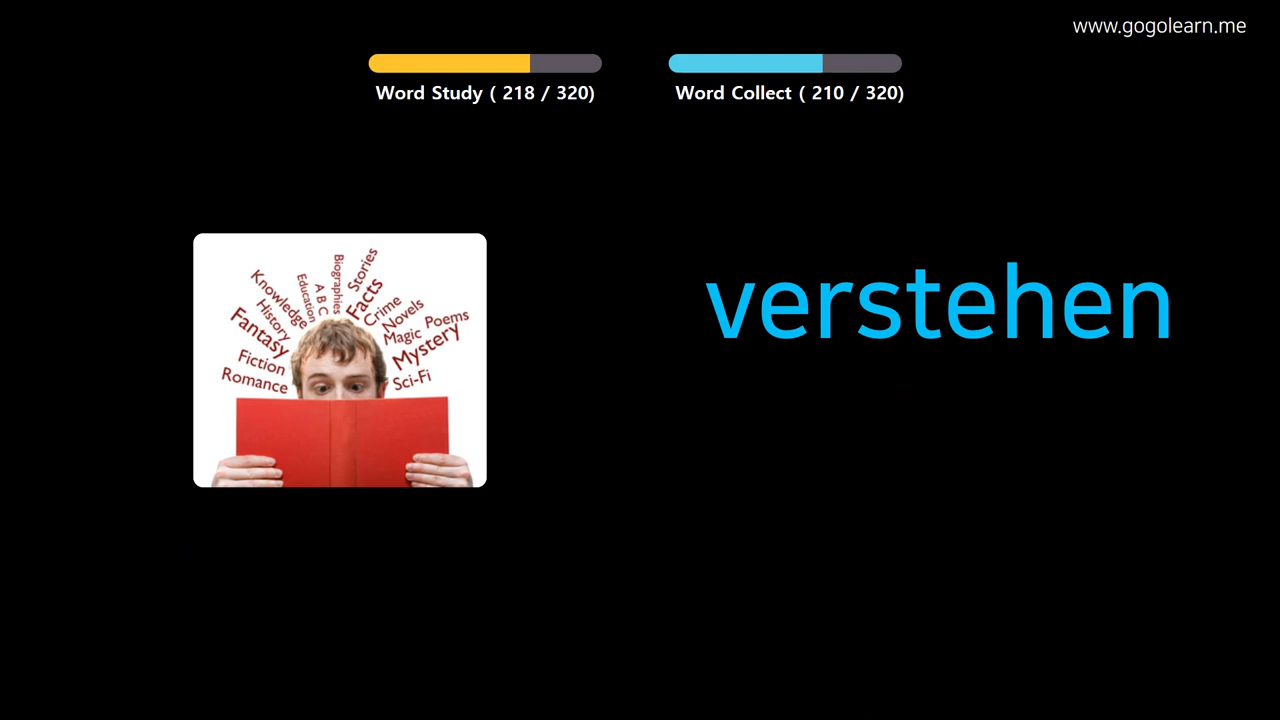 www.gogolearn.me
Word Study ( 218 / 320)
Word Collect ( 210 / 320)
verstehen
Knowledge
History
Fantasy
Fiction
Romance
Education
A B C
Biographies
Stories
Facts
Crime
Novels
Magic
Poems
Mystery
Sci-Fi